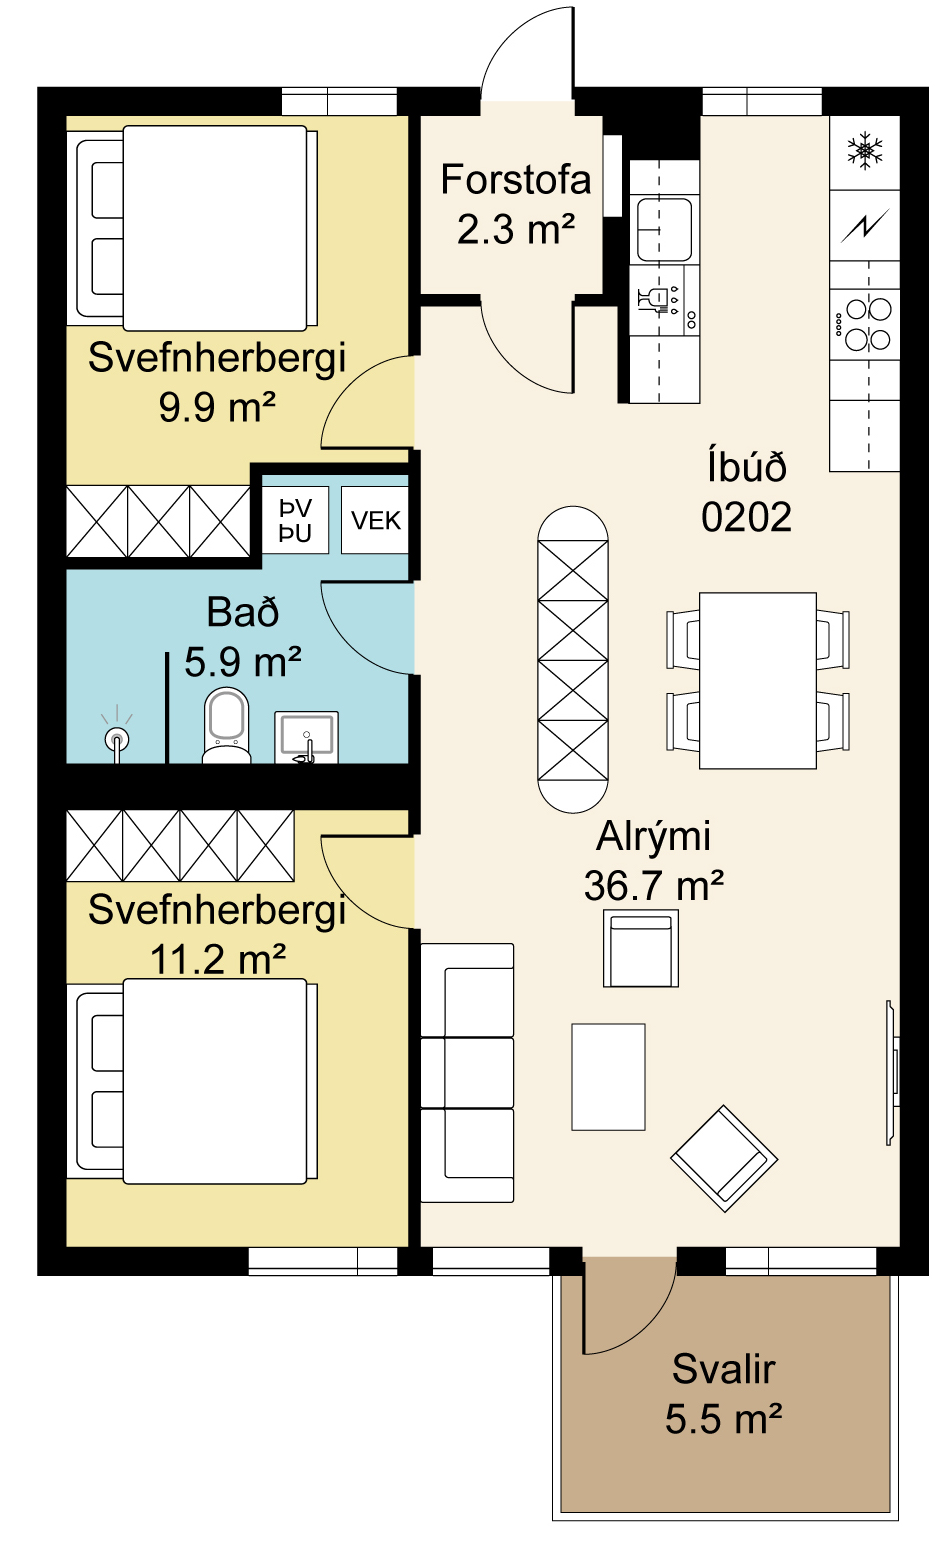 Forstofa
2.3 m²
Svefnherbergi
9.9 m²
Íbúð
0202
ÞV
ÞU
VEK
Bað
5.9 m²
Alrými
36.7 m²
Svefnherbergi
11.2 m²
Svalir
5.5 m²